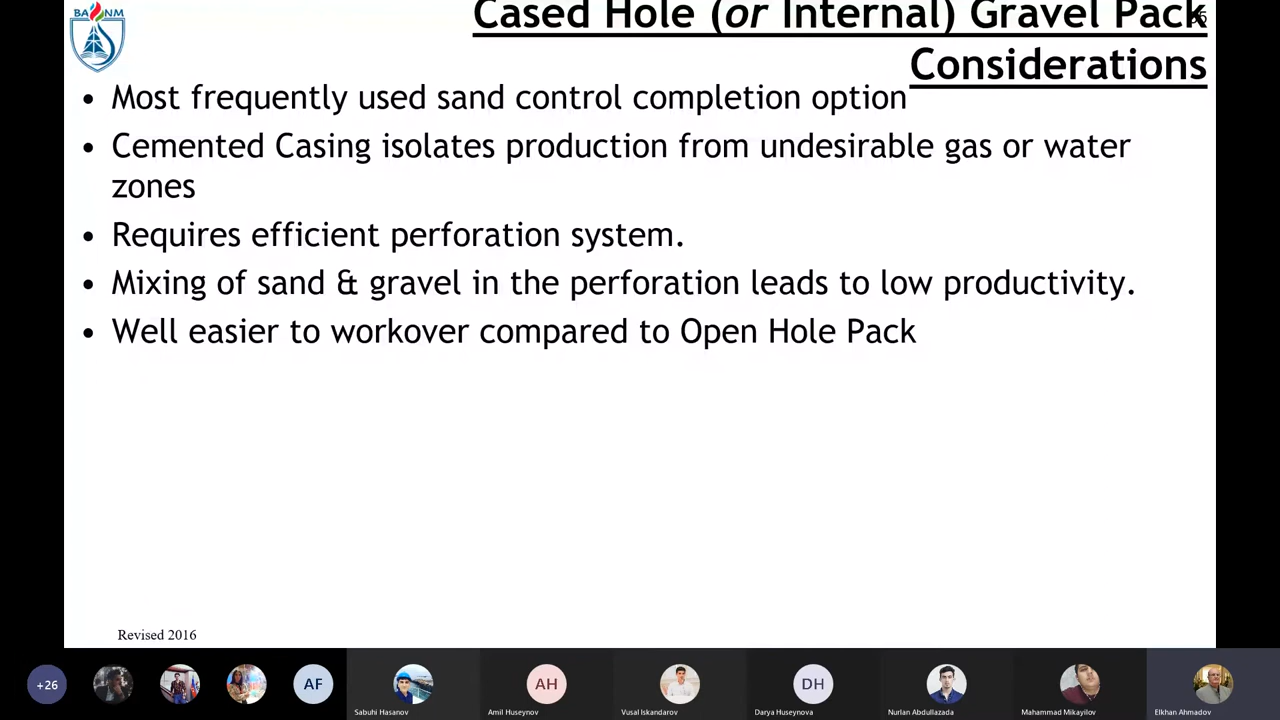 BA NM
Cased Hole (or Internal) Gravel Pack
Considerations
• Most frequently used sand control completion option
• Cemented Casing isolates production from undesirable gas or water
zones
• Requires efficient perforation system.
• Mixing of sand & gravel in the perforation leads to low productivity.
• Well easier to workover compared to Open Hole Pack
Revised 2016
+26
AF
AH
DH
Sabuhi Hasanov
Amil Huseynov
Vusal Iskandarov
Darya Huseynova
Nurlan Abdullazada
Mahammad Mikayilov
Elkhan Ahmadov